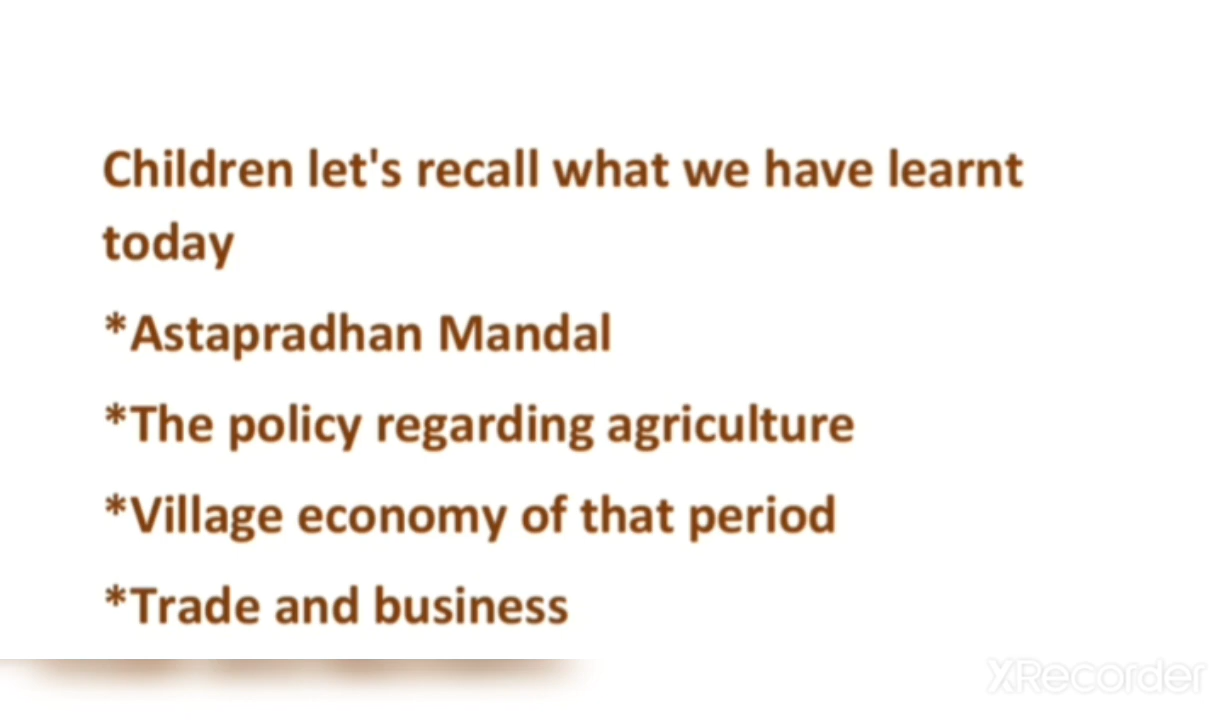 Children let's recall what we have learnt
today
*Astapradhan Mandal
*The policy regarding agriculture
*Village economy of that period
*Trade and business
XRecorder